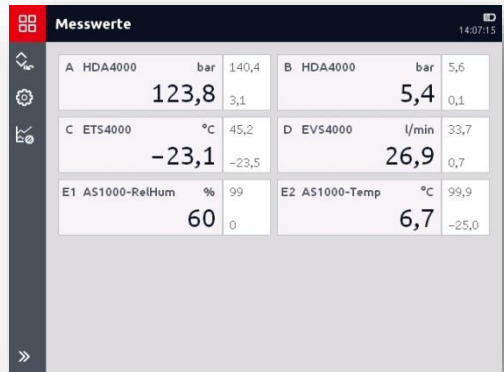 Messwerte
14:07:15
A HDA4000 bar 140,4
123,8 3,1
B HDA4000 bar 5,6
5,4 0,1
C ETS4000 °C 45,2
-23,1 -23,5
D EVS4000 l/min 33,7
26,9 0,7
E1 AS1000-RelHum % 99
60 0
E2 AS1000-Temp °C 99,9
6,7 -25,0